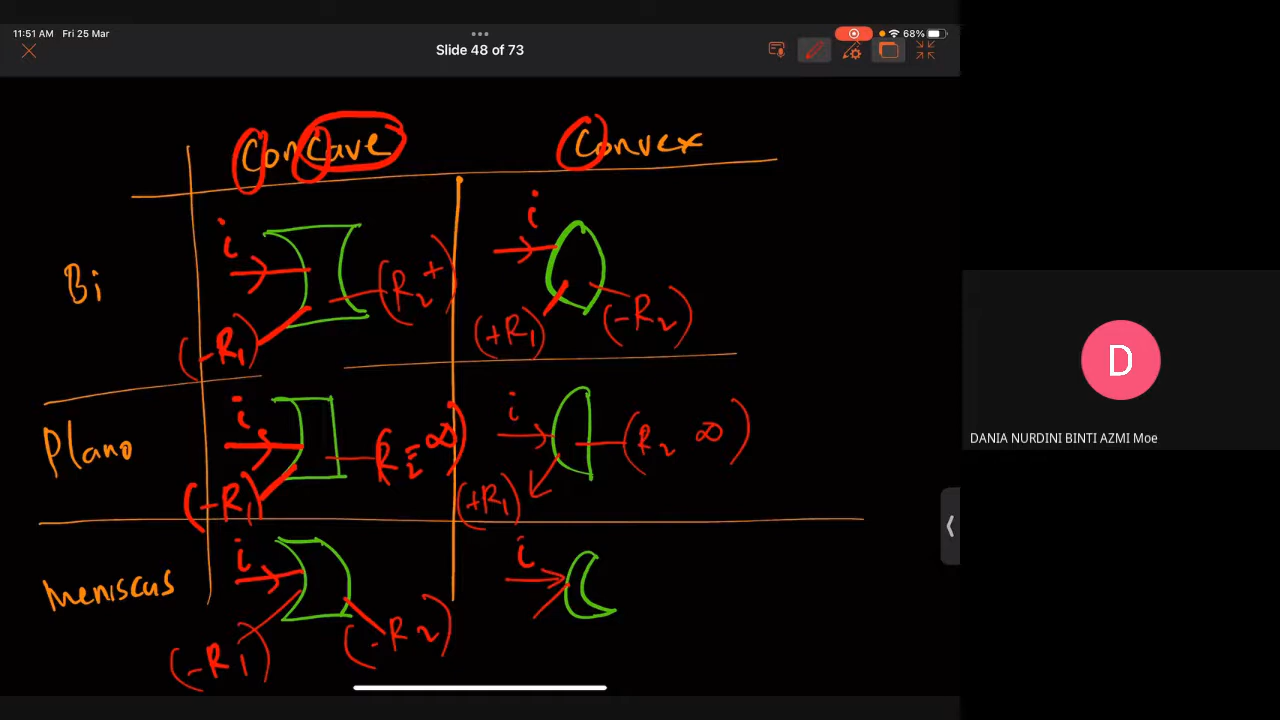 11:51 AM Fri 25 Mar
68%
Slide 48 of 73
Concave Convex
i i
Bi
(R2+
(-R1) (+R1) (-R2)
i i
Plano (R2=∞) (R2 ∞)
(-R1) (+R1)
i i
Meniscus
(-R1) (-R2)
D
DANIA NURDINI BINTI AZMI Moe